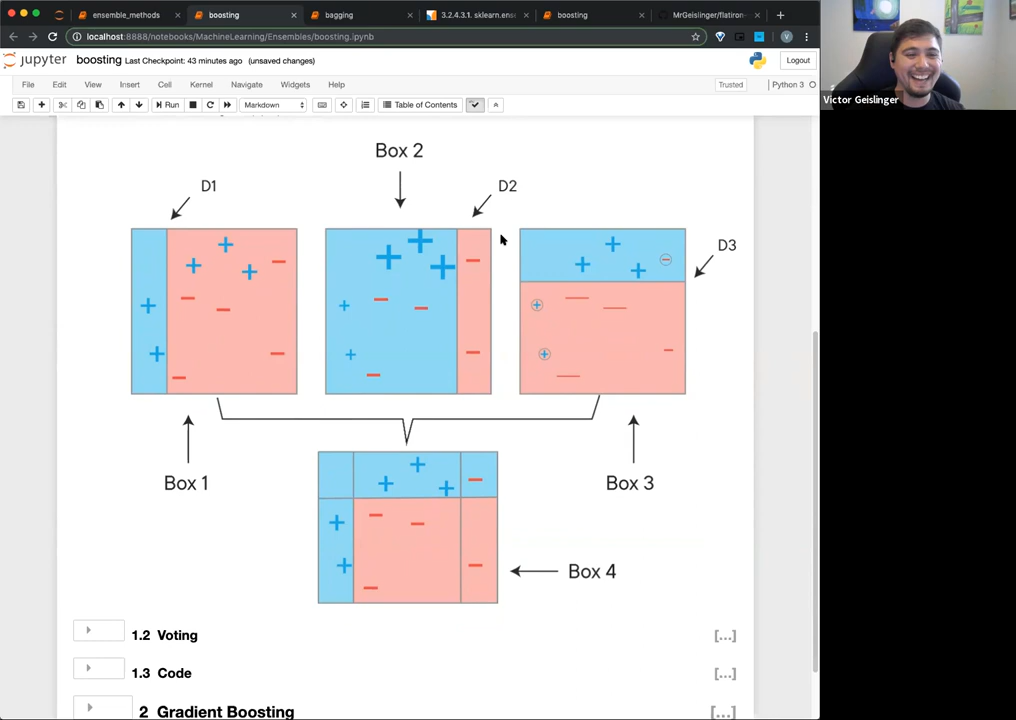 ensemble_methods
boosting
bagging
3.2.4.3.1. sklearn.ens
boosting
MrGeislinger/flatiron-
localhost:8888/notebooks/MachineLearning/Ensembles/boosting.ipynb
V
jupyter boosting Last Checkpoint: 43 minutes ago (unsaved changes)
Logout
File Edit View Insert Cell Kernel Navigate Widgets Help
Trusted
Python 3
Run
Markdown
Table of Contents
Victor Geislinger
Box 2
D1
D2
D3
Box 1
Box 3
Box 4
1.2 Voting
[...]
1.3 Code
[...]
2 Gradient Boosting
[...]